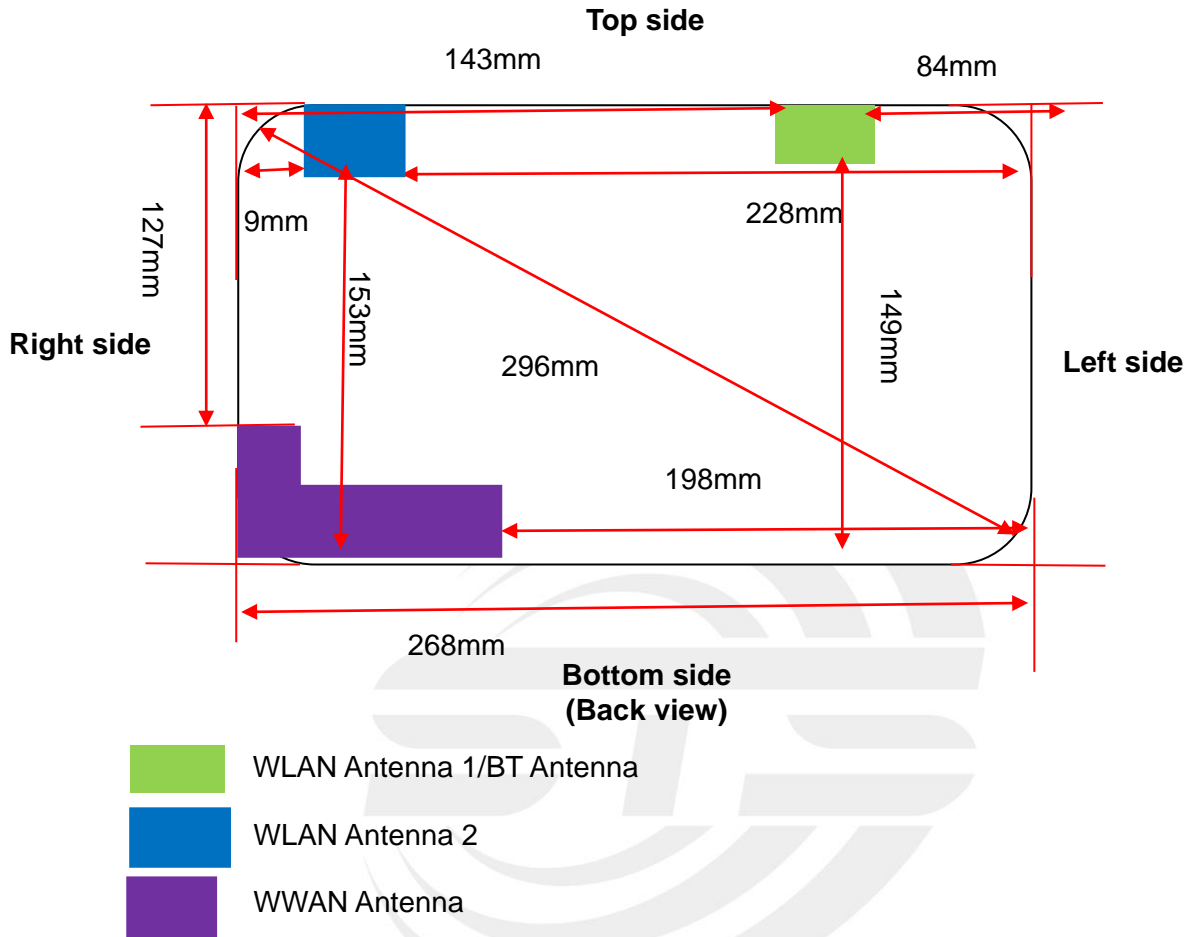 Top side
143mm
84mm
9mm
228mm
127mm
153mm
149mm
Right side
296mm
Left side
198mm
268mm
Bottom side
(Back view)
WLAN Antenna 1/BT Antenna
WLAN Antenna 2
WWAN Antenna